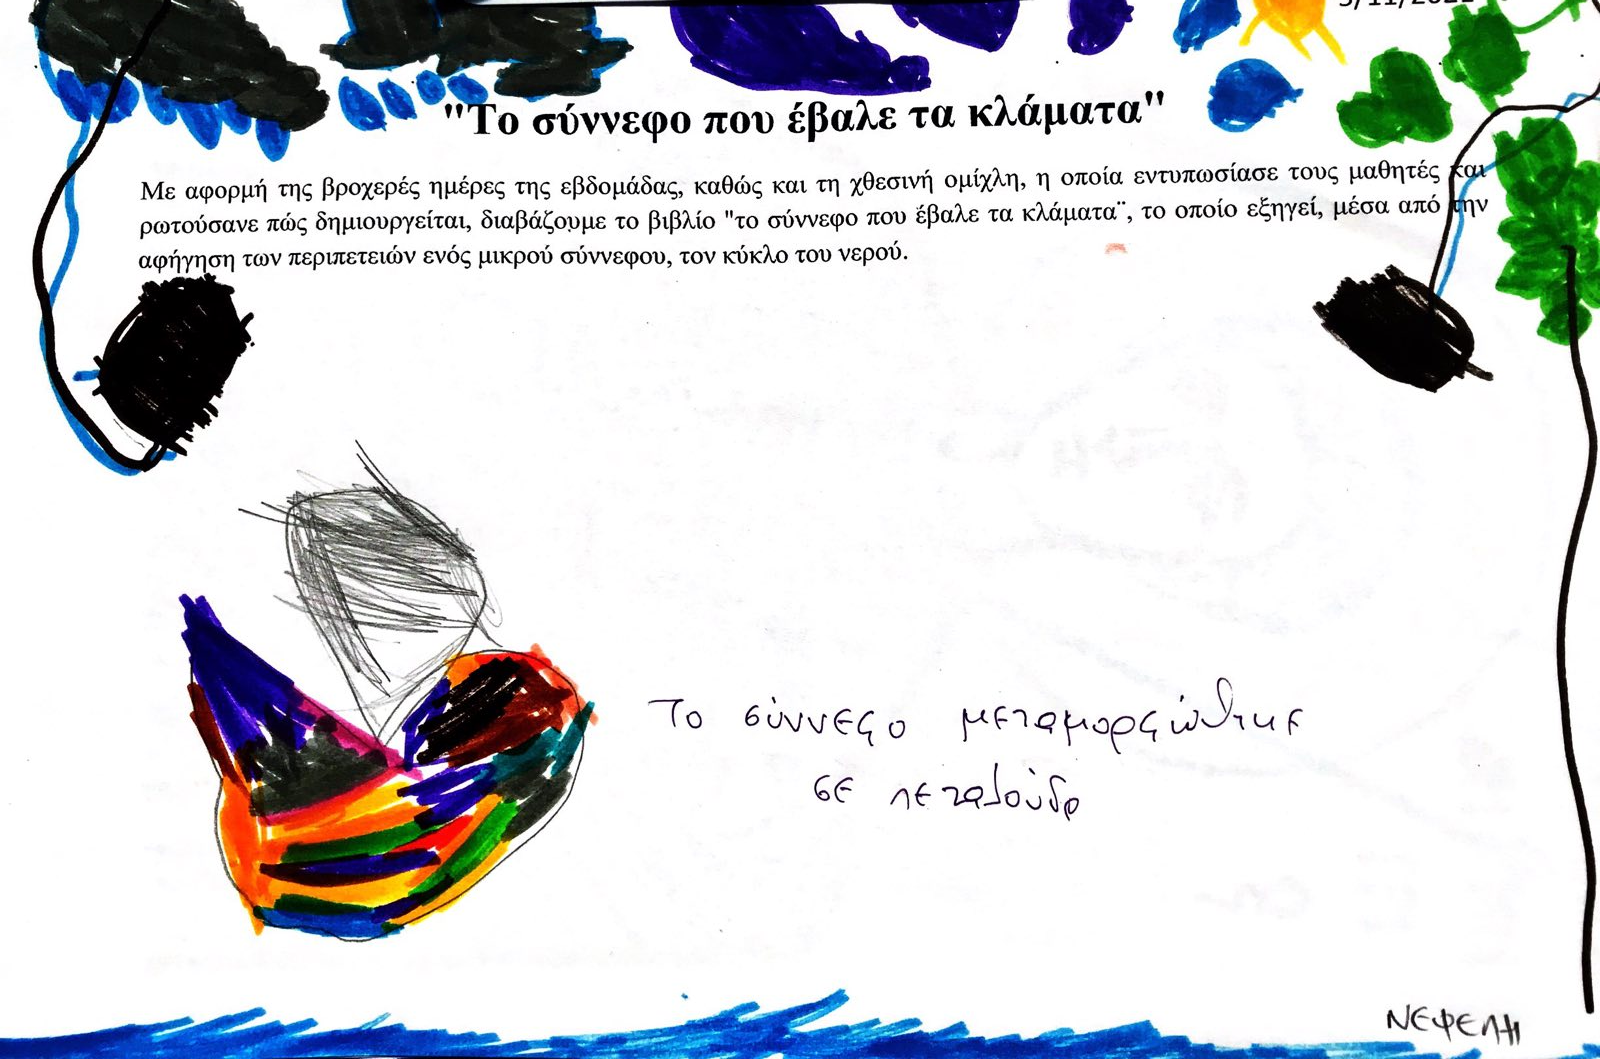 "Το σύννεφο που έβαλε τα κλάματα"
Με αφορμή της βροχερές ημέρες της εβδομάδας, καθώς και τη χθεσινή ομίχλη, η οποία εντυπωσίασε τους μαθητές και
ρωτούσανε πώς δημιουργείται, διαβάζουμε το βιβλίο "το σύννεφο που έβαλε τα κλάματα", το οποίο εξηγεί, μέσα από την
αφήγηση των περιπετειών ενός μικρού σύννεφου, τον κύκλο του νερού.
Το σύννεφο μεταμορφώθηκε
σε πεταλούδα
ΝΕΦΕΛΗ